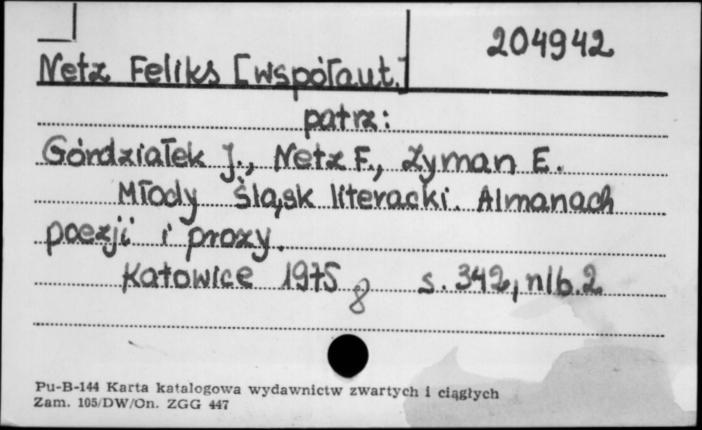 204942
Netz Feliks [współaut.]
patrz:
Górdziałek J., Netz F., Zyman E.
Młody Śląsk literacki. Almanach
poezji i prozy.
Katowice 1975 s. 342, nlb. 2
8
Pu-B-144 Karta katalogowa wydawnictw zwartych i ciągłych
Zam. 105/DW/On. ZGG 447